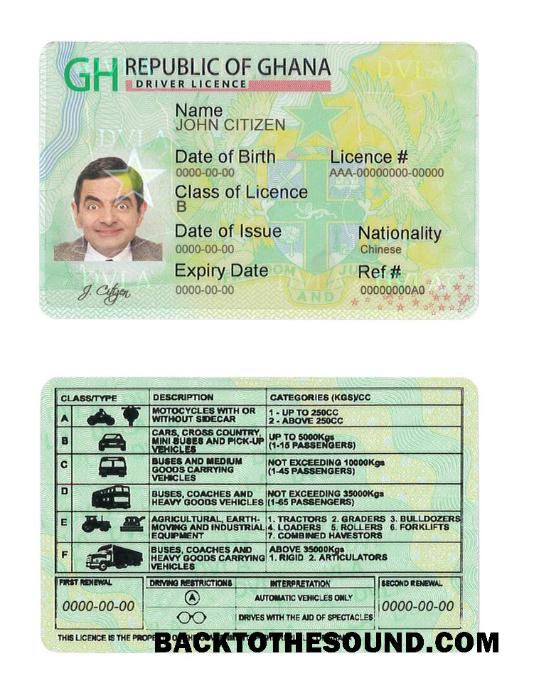 GH REPUBLIC OF GHANA
DRIVER LICENCE
Name
JOHN CITIZEN
Date of Birth Licence #
0000-00-00 AAA-00000000-00000
Class of Licence
B
Date of Issue Nationality
0000-00-00 Chinese
Expiry Date Ref #
0000-00-00 00000000A0
J. Citizen
DVLA
DVLA
DVLA
AND
CLASS/TYPE DESCRIPTION CATEGORIES (KGS)/CC
A MOTOCYCLES WITH OR WITHOUT SIDECAR 1 - UP TO 250CC
2 - ABOVE 250CC
B CARS, CROSS COUNTRY, MINI BUSES AND PICK-UP VEHICLES UP TO 5000Kgs
(1-15 PASSENGERS)
C BUSES AND MEDIUM GOODS CARRYING VEHICLES NOT EXCEEDING 10000Kgs
(1-45 PASSENGERS)
D BUSES, COACHES AND HEAVY GOODS VEHICLES NOT EXCEEDING 35000Kgs
(1-65 PASSENGERS)
E AGRICULTURAL, EARTH-MOVING AND INDUSTRIAL EQUIPMENT 1. TRACTORS 2. GRADERS 3. BULLDOZERS
4. LOADERS 5. ROLLERS 6. FORKLIFTS
7. COMBINED HAVESTORS
F BUSES, COACHES AND HEAVY GOODS CARRYING VEHICLES ABOVE 35000Kgs
1. RIGID 2. ARTICULATORS
FIRST RENEWAL DRIVING RESTRICTIONS INTERPRETATION SECOND RENEWAL
A AUTOMATIC VEHICLES ONLY
0000-00-00 0000-00-00
DRIVES WITH THE AID OF SPECTACLES
THIS LICENCE IS THE
BACKTOTHESOUND.COM